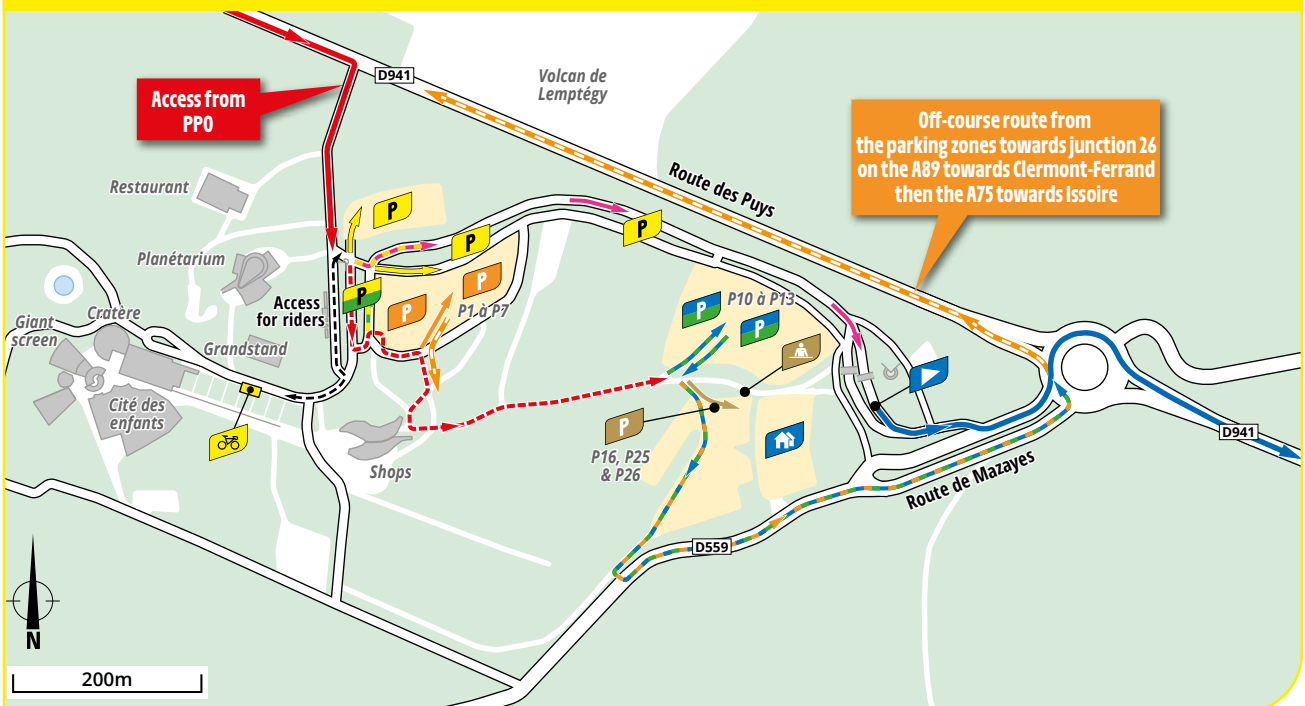 D941
Volcan de
Lemptégy
Access from
PP0
Off-course route from
the parking zones towards junction 26
on the A89 towards Clermont-Ferrand
then the A75 towards Issoire
Restaurant
Route des Puys
P
P
P
Planétarium
P
P
P
P1 à P7
Access
for riders
P10 à P13
P
P
Giant
screen
Cratère
Grandstand
Cité des
enfants
Shops
P
P16, P25
& P26
D941
Route de Mazayes
D559
N
200m